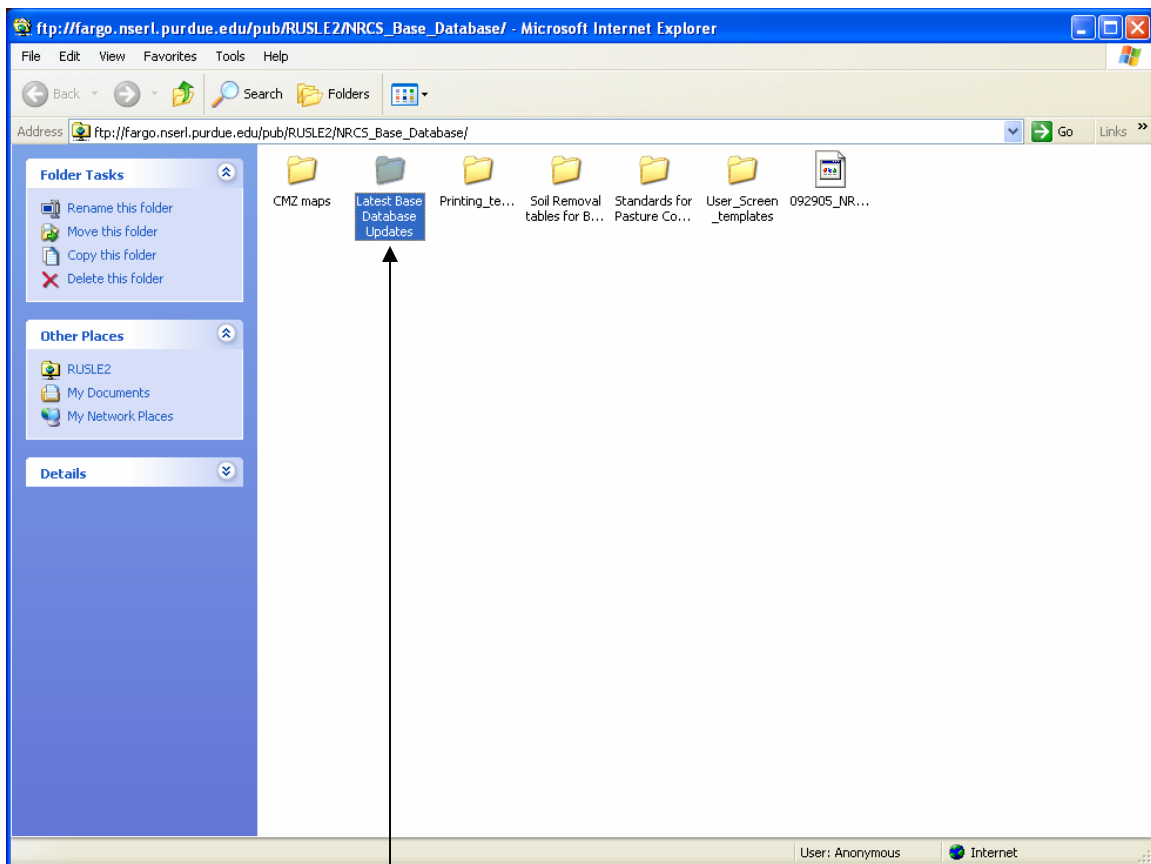 ftp://fargo.nserl.purdue.edu/pub/RUSLE2/NRCS_Base_Database/ - Microsoft Internet Explorer
File Edit View Favorites Tools Help
Back Search Folders
Address ftp://fargo.nserl.purdue.edu/pub/RUSLE2/NRCS_Base_Database/ Go Links »
Folder Tasks
Rename this folder
Move this folder
Copy this folder
Delete this folder
Other Places
RUSLE2
My Documents
My Network Places
Details
CMZ maps
Latest Base
Database
Updates
Printing_te...
Soil Removal
tables for B...
Standards for
Pasture Co...
User_Screen
_templates
092905_NR...
User: Anonymous Internet